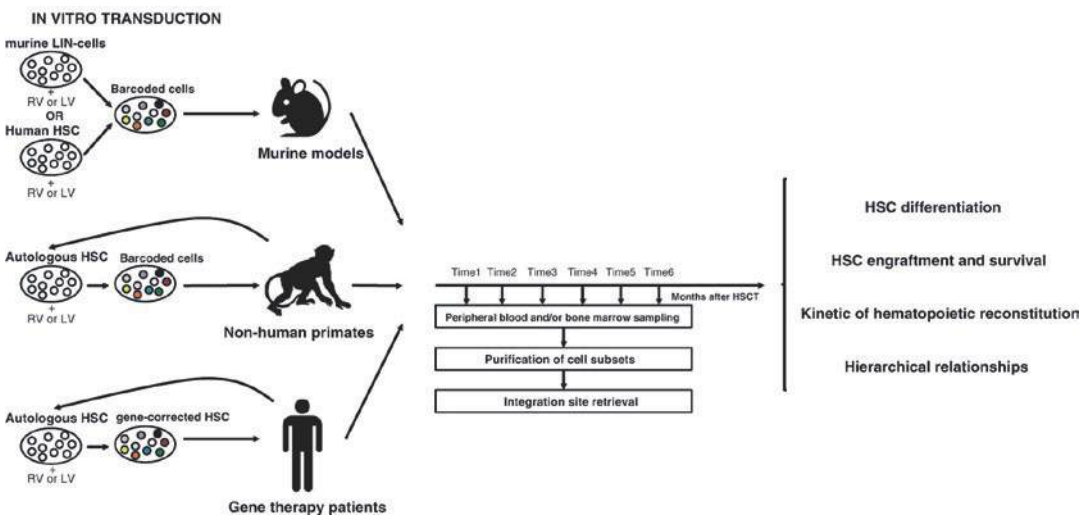 IN VITRO TRANSDUCTION
murine LIN-cells
+
RV or LV
OR
Human HSC
+
RV or LV
Barcoded cells
Murine models
Autologous HSC
+
RV or LV
Barcoded cells
Non-human primates
Autologous HSC
+
RV or LV
gene-corrected HSC
Gene therapy patients
Time1 Time2 Time3 Time4 Time5 Time6
Months after HSCT
Peripheral blood and/or bone marrow sampling
Purification of cell subsets
Integration site retrieval
HSC differentiation
HSC engraftment and survival
Kinetic of hematopoietic reconstitution
Hierarchical relationships